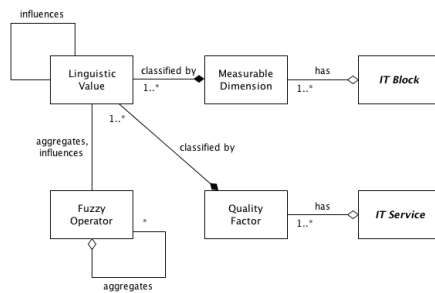 influences
Linguistic
Value
classified by
1..*
Measurable
Dimension
has
1..*
IT Block
1..*
aggregates,
influences
classified by
Fuzzy
Operator
*
aggregates
Quality
Factor
has
1..*
IT Service